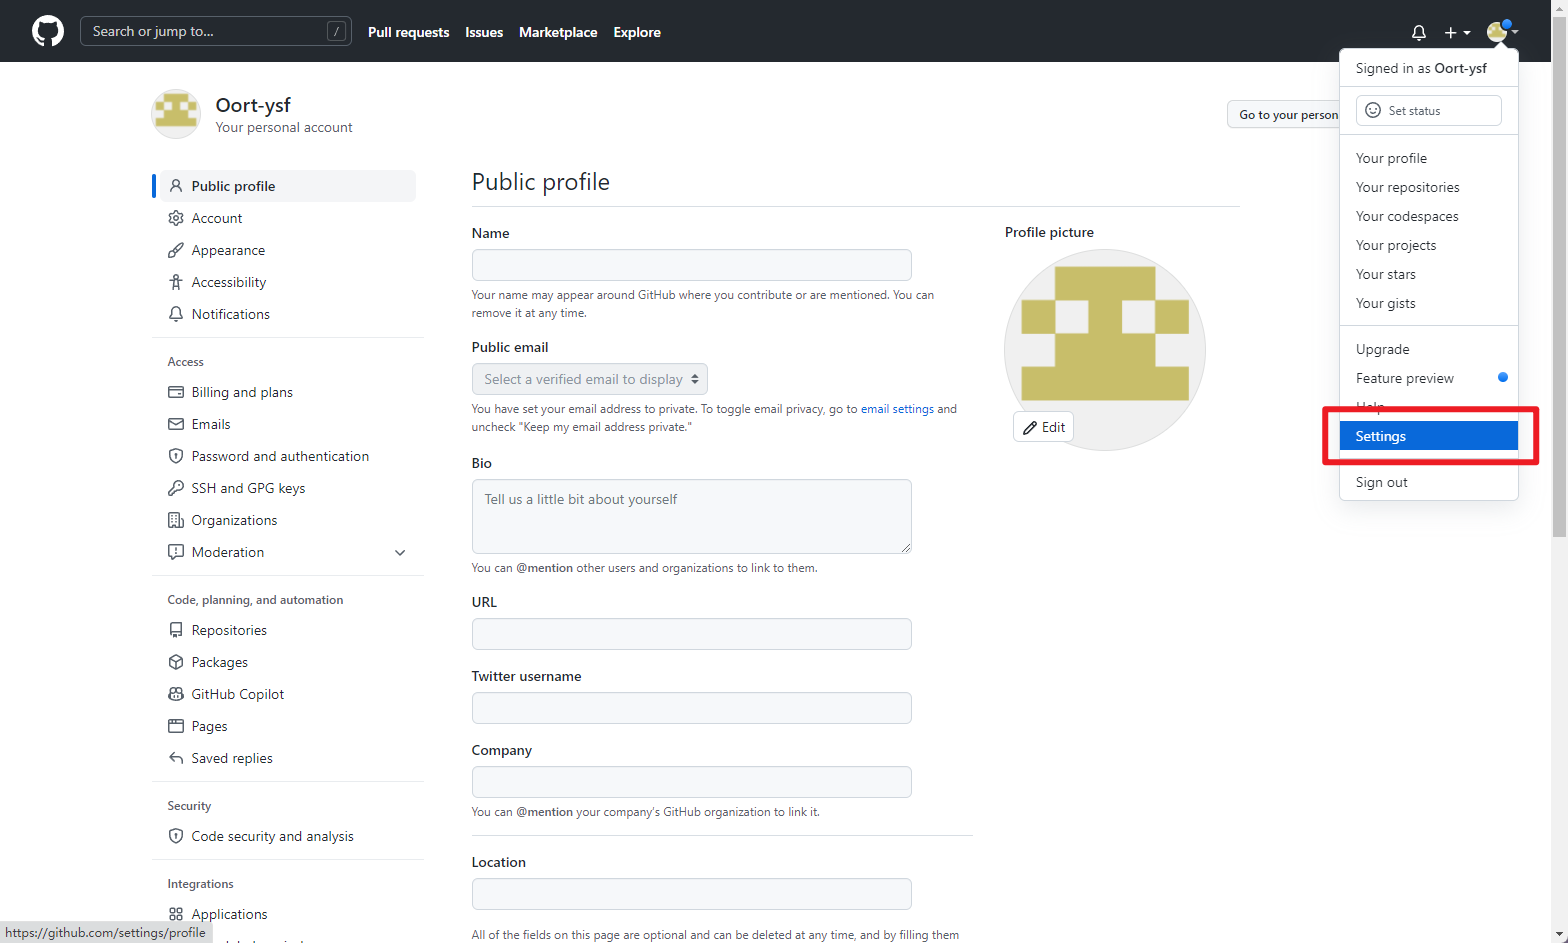 Search or jump to...
/
Pull requests
Issues
Marketplace
Explore
Signed in as Oort-ysf
Set status
Your profile
Your repositories
Your codespaces
Your projects
Your stars
Your gists
Upgrade
Feature preview
Help
Settings
Sign out
Oort-ysf
Your personal account
Go to your person
Public profile
Account
Appearance
Accessibility
Notifications
Access
Billing and plans
Emails
Password and authentication
SSH and GPG keys
Organizations
Moderation
Code, planning, and automation
Repositories
Packages
GitHub Copilot
Pages
Saved replies
Security
Code security and analysis
Integrations
Applications
https://github.com/settings/profile
Public profile
Name
Your name may appear around GitHub where you contribute or are mentioned. You can
remove it at any time.
Public email
Select a verified email to display
You have set your email address to private. To toggle email privacy, go to email settings and
uncheck "Keep my email address private."
Bio
Tell us a little bit about yourself
You can @mention other users and organizations to link to them.
URL
Twitter username
Company
You can @mention your company's GitHub organization to link it.
Location
All of the fields on this page are optional and can be deleted at any time, and by filling them
Profile picture
Edit